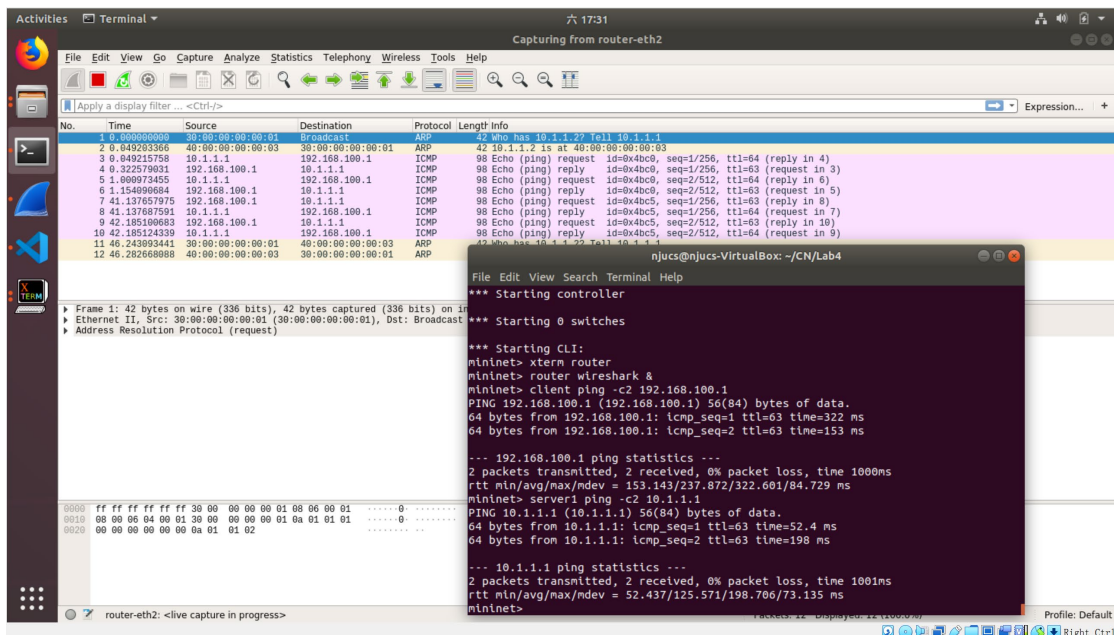 Activities Terminal 六 17:31
Capturing from router-eth2
File Edit View Go Capture Analyze Statistics Telephony Wireless Tools Help
Apply a display filter ... <Ctrl-/> Expression... +
No. Time Source Destination Protocol Length Info
1 0.000000000 30:00:00:00:00:01 Broadcast ARP 42 Who has 10.1.1.2? Tell 10.1.1.1
2 0.049203366 40:00:00:00:00:03 30:00:00:00:00:01 ARP 42 10.1.1.2 is at 40:00:00:00:00:03
3 0.049215758 10.1.1.1 192.168.100.1 ICMP 98 Echo (ping) request id=0x4bc0, seq=1/256, ttl=64 (reply in 4)
4 0.322579031 192.168.100.1 10.1.1.1 ICMP 98 Echo (ping) reply id=0x4bc0, seq=1/256, ttl=63 (request in 3)
5 1.000973455 10.1.1.1 192.168.100.1 ICMP 98 Echo (ping) request id=0x4bc0, seq=2/512, ttl=64 (reply in 6)
6 1.154090684 192.168.100.1 10.1.1.1 ICMP 98 Echo (ping) reply id=0x4bc0, seq=2/512, ttl=63 (request in 5)
7 41.137657975 192.168.100.1 10.1.1.1 ICMP 98 Echo (ping) request id=0x4bc5, seq=1/256, ttl=63 (reply in 8)
8 41.137687591 10.1.1.1 192.168.100.1 ICMP 98 Echo (ping) reply id=0x4bc5, seq=1/256, ttl=64 (request in 7)
9 42.185100683 192.168.100.1 10.1.1.1 ICMP 98 Echo (ping) request id=0x4bc5, seq=2/512, ttl=63 (reply in 10)
10 42.185124339 10.1.1.1 192.168.100.1 ICMP 98 Echo (ping) reply id=0x4bc5, seq=2/512, ttl=64 (request in 9)
11 46.243093441 30:00:00:00:00:01 40:00:00:00:00:03 ARP 42 Who has 10.1.1.2? Tell 10.1.1.1
12 46.282668088 40:00:00:00:00:03 30:00:00:00:00:01 ARP
Frame 1: 42 bytes on wire (336 bits), 42 bytes captured (336 bits) on in
Ethernet II, Src: 30:00:00:00:00:01 (30:00:00:00:00:01), Dst: Broadcast
Address Resolution Protocol (request)
0000 ff ff ff ff ff ff 30 00 00 00 00 01 08 06 00 01 ······0· ········
0010 08 00 06 04 00 01 30 00 00 00 00 01 0a 01 01 01 ······0· ········
0020 00 00 00 00 00 00 0a 01 01 02 ········ ··
router-eth2: <live capture in progress> Packets: 12 · Displayed: 12 (100.0%) Profile: Default
njucs@njucs-VirtualBox: ~/CN/Lab4
File Edit View Search Terminal Help
*** Starting controller
*** Starting 0 switches
*** Starting CLI:
mininet> xterm router
mininet> router wireshark &
mininet> client ping -c2 192.168.100.1
PING 192.168.100.1 (192.168.100.1) 56(84) bytes of data.
64 bytes from 192.168.100.1: icmp_seq=1 ttl=63 time=322 ms
64 bytes from 192.168.100.1: icmp_seq=2 ttl=63 time=153 ms
--- 192.168.100.1 ping statistics ---
2 packets transmitted, 2 received, 0% packet loss, time 1000ms
rtt min/avg/max/mdev = 153.143/237.872/322.601/84.729 ms
mininet> server1 ping -c2 10.1.1.1
PING 10.1.1.1 (10.1.1.1) 56(84) bytes of data.
64 bytes from 10.1.1.1: icmp_seq=1 ttl=63 time=52.4 ms
64 bytes from 10.1.1.1: icmp_seq=2 ttl=63 time=198 ms
--- 10.1.1.1 ping statistics ---
2 packets transmitted, 2 received, 0% packet loss, time 1001ms
rtt min/avg/max/mdev = 52.437/125.571/198.706/73.135 ms
mininet>
X
TERM
Right Ctrl